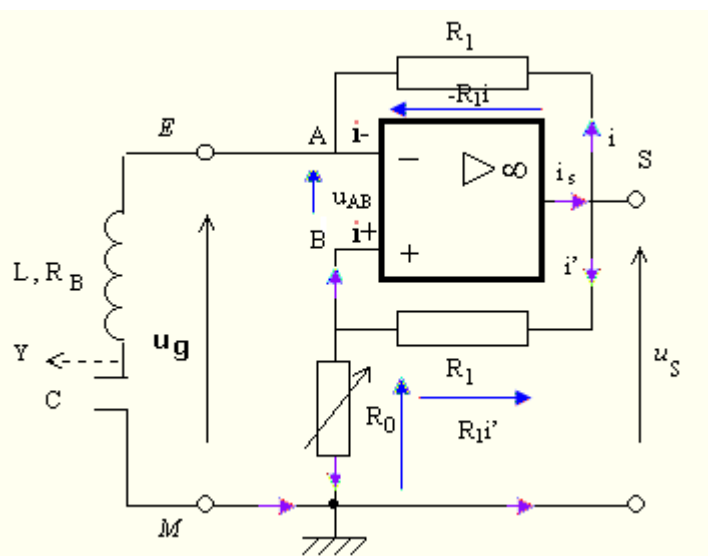 R1
-R1i
E
A
i-
−
▷ ∞
i
S
is
uAB
B
i+
+
i'
L, RB
ug
Y
C
R1
R0
R1i'
uS
M